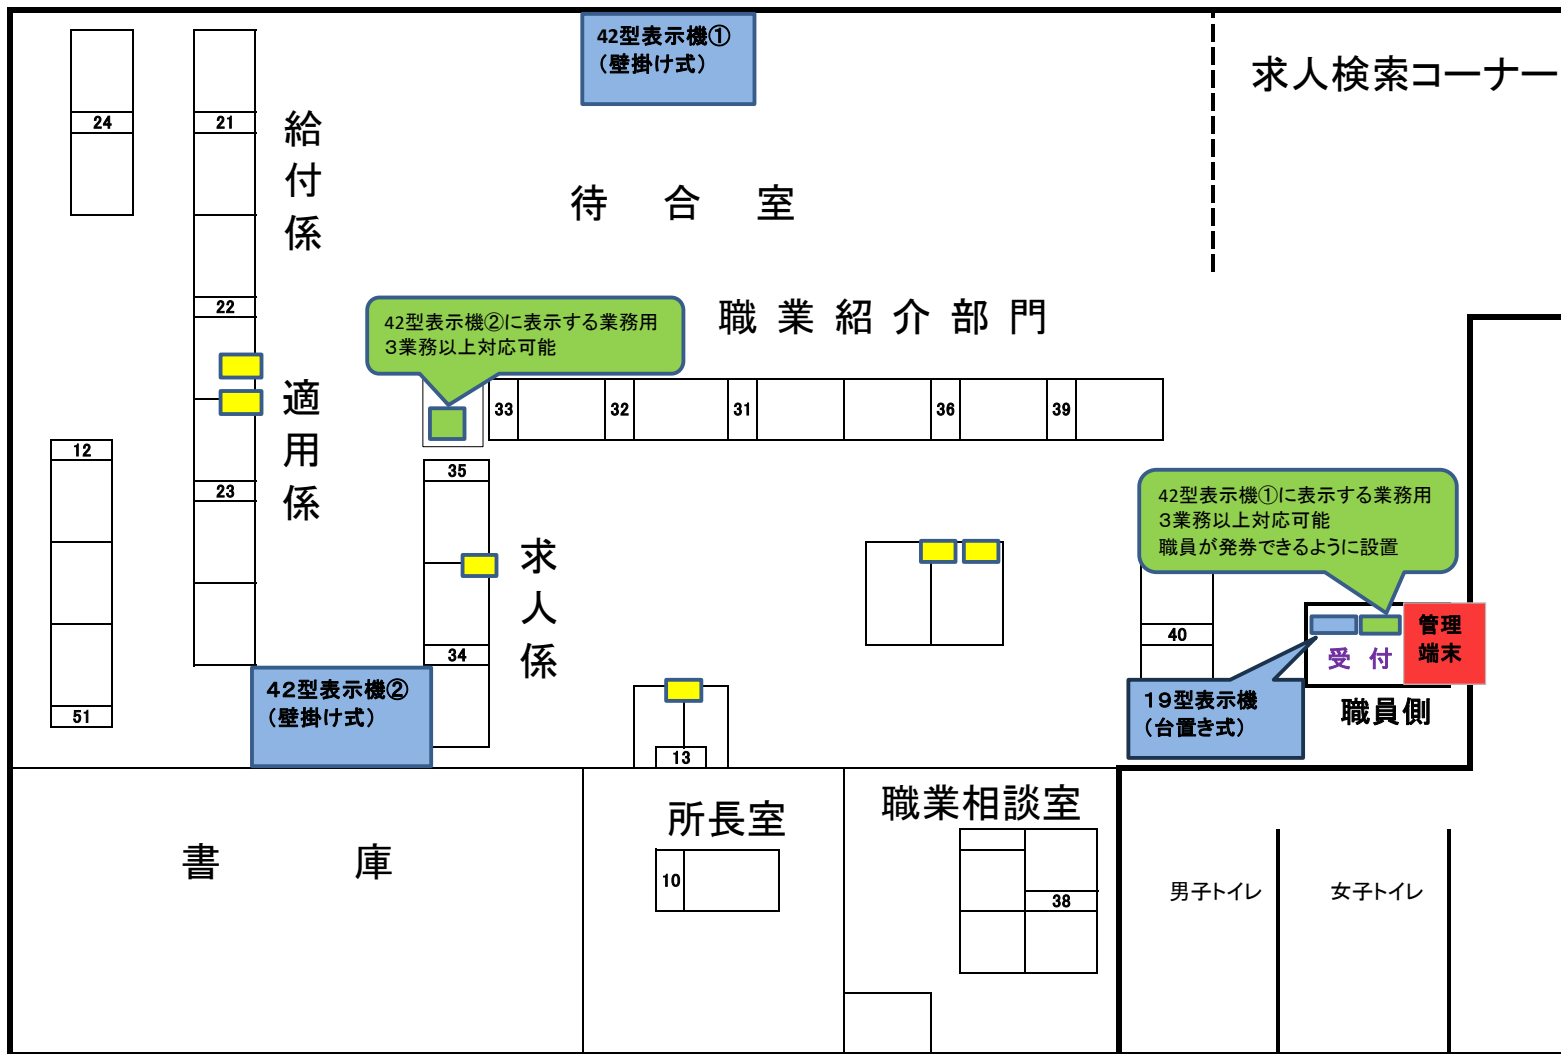 42型表示機①
（壁掛け式）
求人検索コーナー
24
21
給付係
待合室
22
42型表示機②に表示する業務用
３業務以上対応可能
職業紹介部門
適用係
33
32
31
36
39
12
35
23
42型表示機①に表示する業務用
３業務以上対応可能
職員が発券できるように設置
求人係
40
管理
端末
受付
34
42型表示機②
（壁掛け式）
19型表示機
（台置き式）
職員側
51
13
所長室
職業相談室
書庫
10
38
男子トイレ
女子トイレ